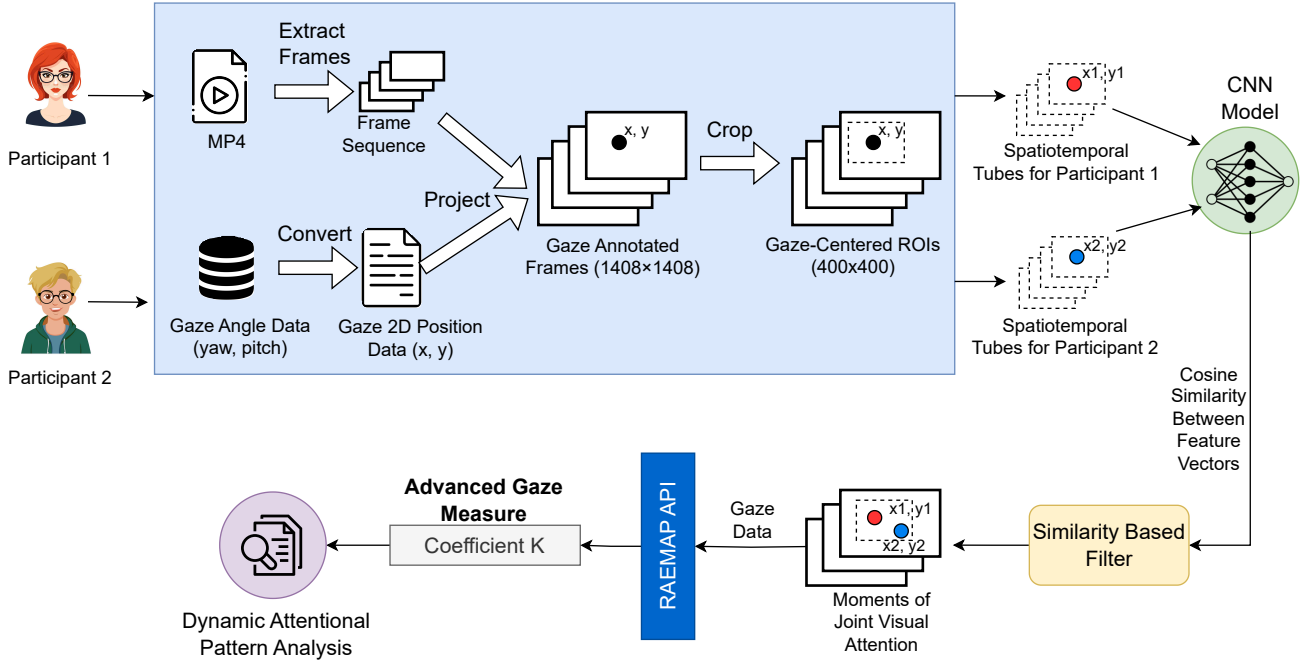 Participant 1
Participant 2
MP4
Extract
Frames
Frame
Sequence
Convert
Gaze Angle Data
(yaw, pitch)
Gaze 2D Position
Data (x, y)
Project
x, y
Gaze Annotated
Frames (1408×1408)
Crop
x, y
Gaze-Centered ROIs
(400x400)
x1, y1
Spatiotemporal
Tubes for Participant 1
x2, y2
Spatiotemporal
Tubes for Participant 2
CNN
Model
Cosine
Similarity
Between
Feature
Vectors
Similarity Based
Filter
x1, y1
x2, y2
Moments of
Joint Visual
Attention
Gaze
Data
RAEMAP API
Advanced Gaze
Measure
Coefficient K
Dynamic Attentional
Pattern Analysis